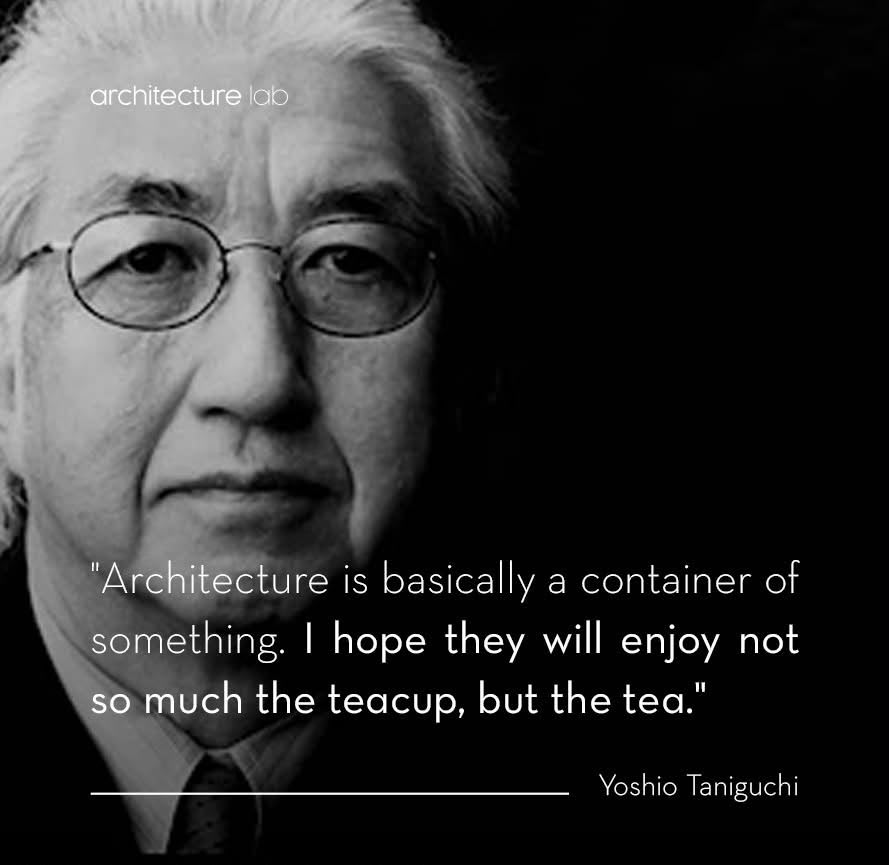 architecture lab
"Architecture is basically a container of
something. I hope they will enjoy not
so much the teacup, but the tea."
Yoshio Taniguchi